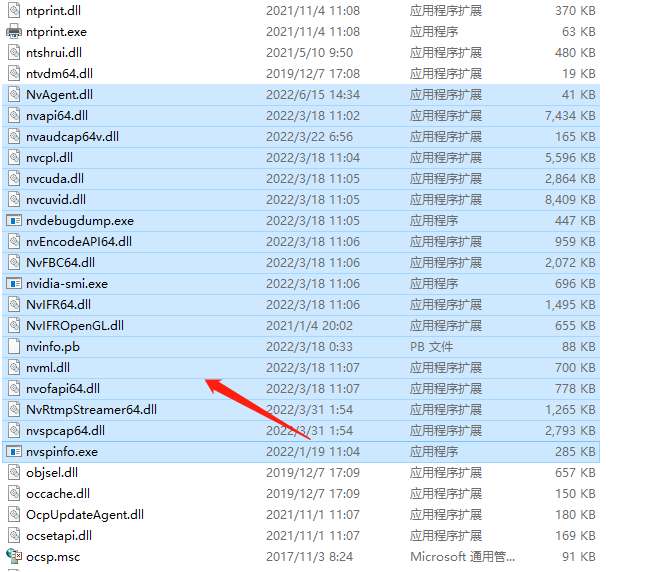 ntprint.dll 2021/11/4 11:08 应用程序扩展 370 KB
ntprint.exe 2021/11/4 11:08 应用程序 63 KB
ntshrui.dll 2021/5/10 9:50 应用程序扩展 480 KB
ntvdm64.dll 2019/12/7 17:08 应用程序扩展 19 KB
NvAgent.dll 2022/6/15 14:34 应用程序扩展 41 KB
nvapi64.dll 2022/3/18 11:02 应用程序扩展 7,434 KB
nvaudcap64v.dll 2022/3/22 6:56 应用程序扩展 165 KB
nvcpl.dll 2022/3/18 11:04 应用程序扩展 5,596 KB
nvcuda.dll 2022/3/18 11:05 应用程序扩展 2,864 KB
nvcuvid.dll 2022/3/18 11:05 应用程序扩展 8,409 KB
nvdebugdump.exe 2022/3/18 11:05 应用程序 447 KB
nvEncodeAPI64.dll 2022/3/18 11:06 应用程序扩展 959 KB
NvFBC64.dll 2022/3/18 11:06 应用程序扩展 2,072 KB
nvidia-smi.exe 2022/3/18 11:06 应用程序 696 KB
NvIFR64.dll 2022/3/18 11:06 应用程序扩展 1,495 KB
NvIFROpenGL.dll 2021/1/4 20:02 应用程序扩展 655 KB
nvinfo.pb 2022/3/18 0:33 PB 文件 88 KB
nvml.dll 2022/3/18 11:07 应用程序扩展 700 KB
nvofapi64.dll 2022/3/18 11:07 应用程序扩展 778 KB
NvRtmpStreamer64.dll 2022/3/31 1:54 应用程序扩展 1,265 KB
nvspcap64.dll 2022/3/31 1:54 应用程序扩展 2,793 KB
nvspinfo.exe 2022/1/19 11:04 应用程序 285 KB
objsel.dll 2019/12/7 17:09 应用程序扩展 657 KB
occache.dll 2019/12/7 17:09 应用程序扩展 150 KB
OcpUpdateAgent.dll 2021/11/1 11:07 应用程序扩展 180 KB
ocsetapi.dll 2021/11/1 11:07 应用程序扩展 169 KB
ocsp.msc 2017/11/3 8:24 Microsoft 通用管... 91 KB